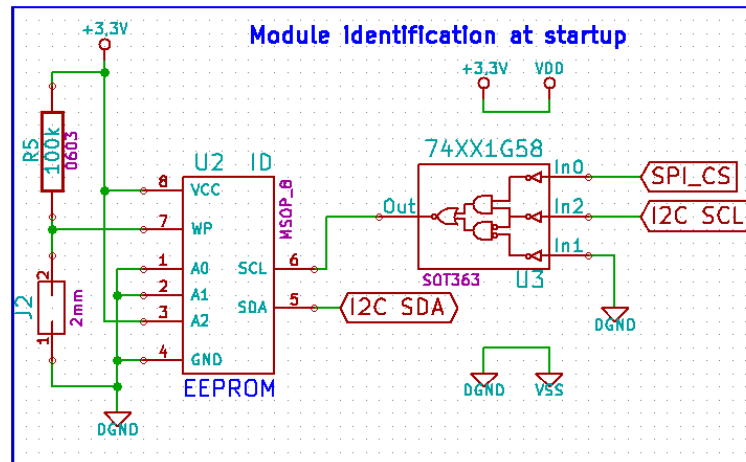 Module identification at startup
+3,3V
+3,3V VDD
R5
100k
0603
U2 ID
MSOP_8
74XX1G58
8 VCC
7 WP
1 A0
2 A1
3 A2
4 GND
SCL 6
SDA 5
EEPROM
J2
2
1
2mm
DGND
Out
In0
In2
In1
SPI_CS
I2C SCL
I2C SDA
SOT363
U3
DGND
DGND VSS